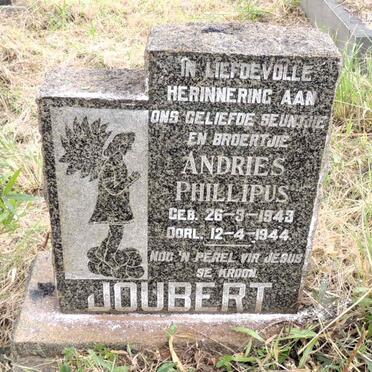 IN LIEFDEVOLLE
HERINNERING AAN
ONS GELIEFDE SEUNTJIE
EN BROERTJIE
ANDRIES
PHILLIPUS
GEB. 26-3-1943
OORL. 12-4-1944.
NOG 'N PEREL VIR JESUS
SE KROON.
JOUBERT